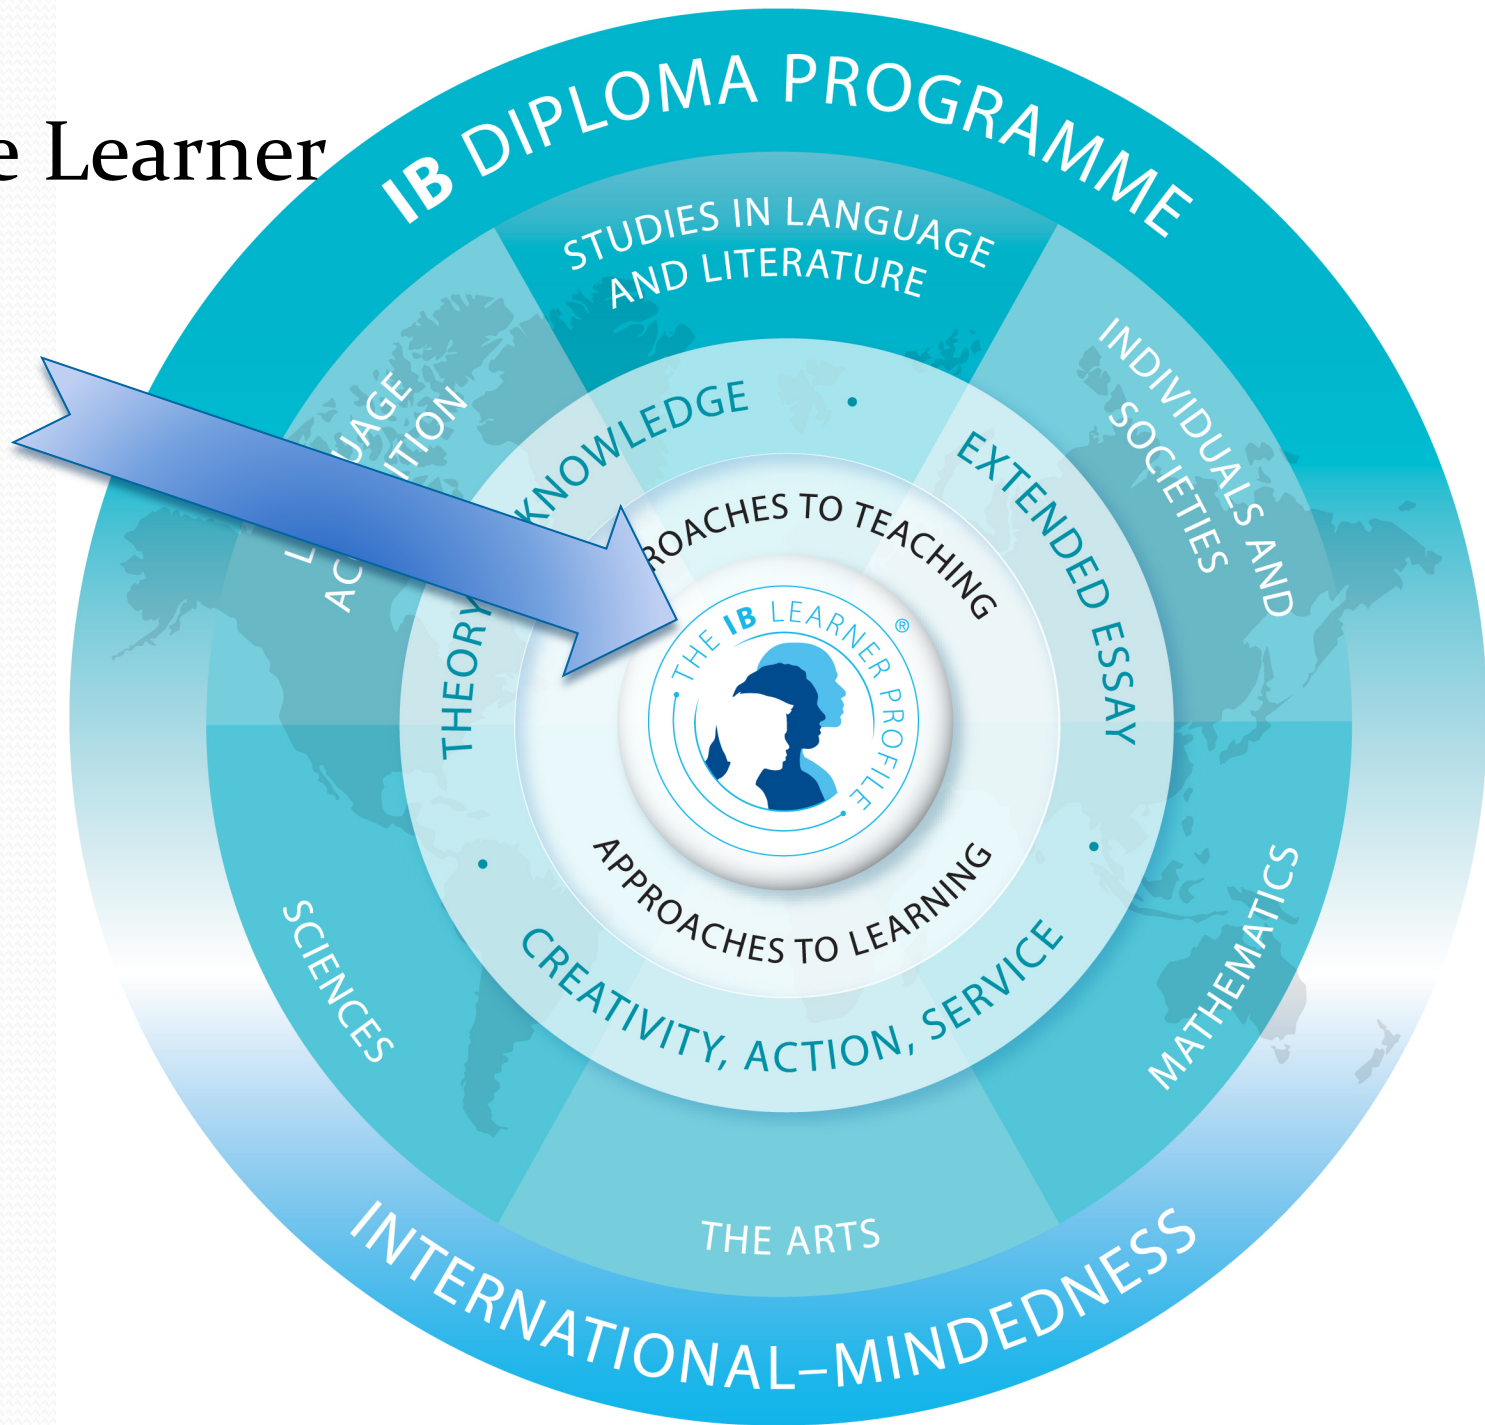 Learner
IB DIPLOMA PROGRAMME
STUDIES IN LANGUAGE
AND LITERATURE
INDIVIDUALS AND
SOCIETIES
KNOWLEDGE
THEORY
EXTENDED ESSAY
TO TEACHING
THE IB LEARNER PROFILE ®
APPROACHES TO LEARNING
CREATIVITY, ACTION, SERVICE
SCIENCES
MATHEMATICS
THE ARTS
INTERNATIONAL–MINDEDNESS